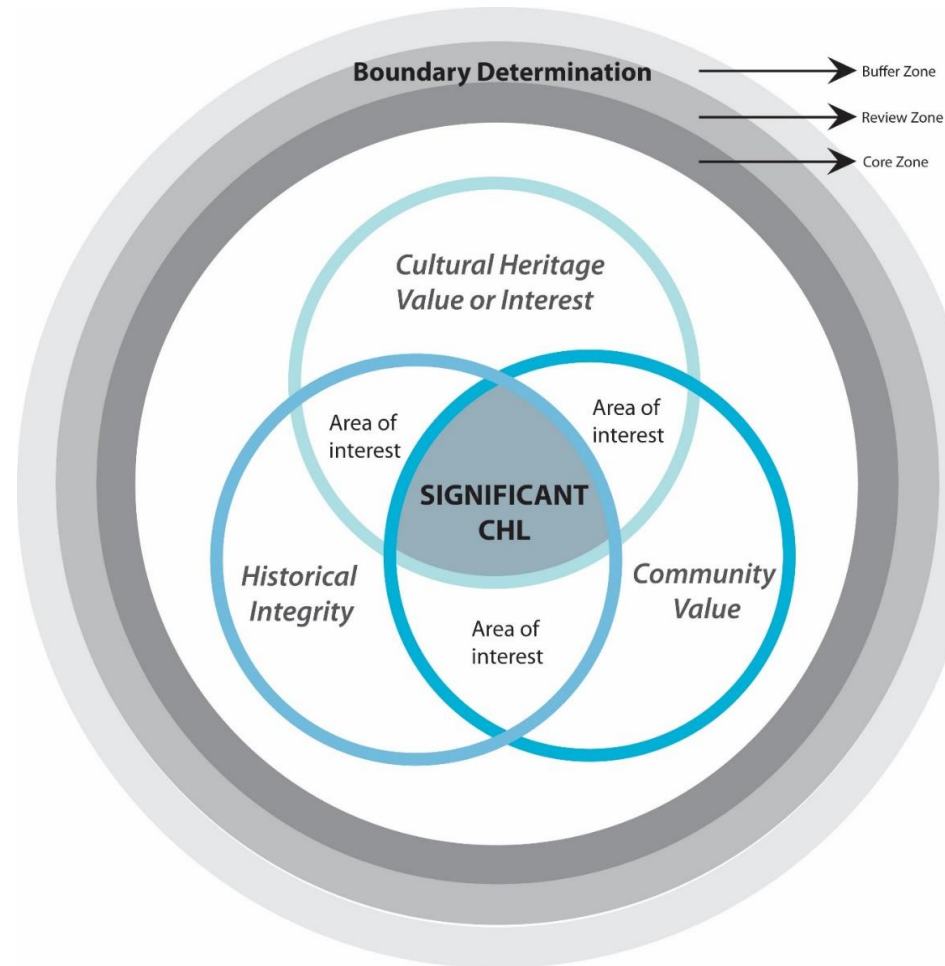 Boundary Determination
Buffer Zone
Review Zone
Core Zone
Cultural Heritage
Value or Interest
Area of
interest
Area of
interest
SIGNIFICANT
CHL
Historical
Integrity
Community
Value
Area of
interest